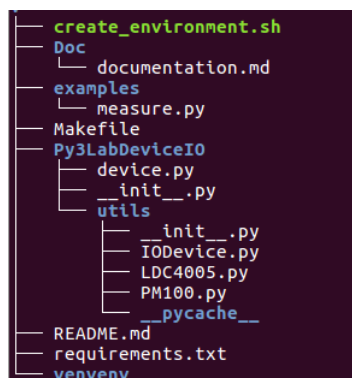 create_environment.sh
Doc
documentation.md
examples
measure.py
Makefile
Py3LabDeviceIO
device.py
__init__.py
utils
__init__.py
IODevice.py
LDC4005.py
PM100.py
__pycache__
README.md
requirements.txt
venvenv